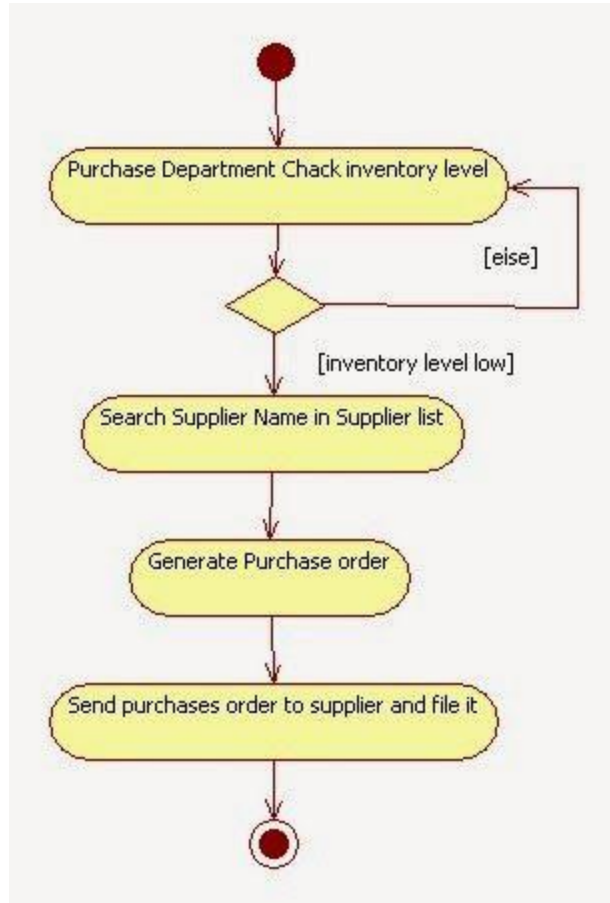 Purchase Department Chack inventory level
[eise]
[inventory level low]
Search Supplier Name in Supplier list
Generate Purchase order
Send purchases order to supplier and file it